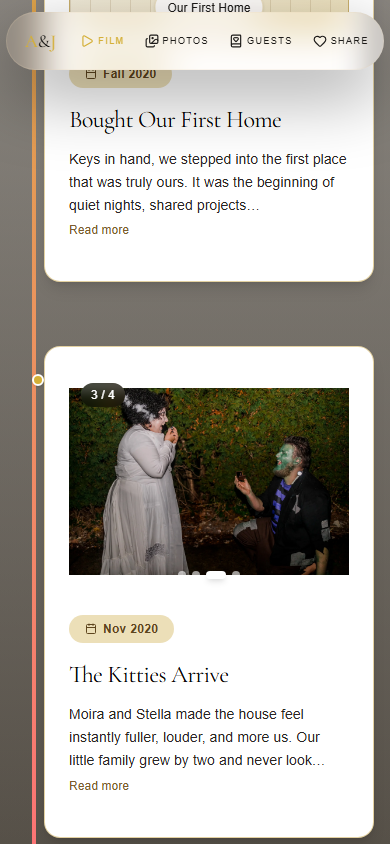 Our First Home
A&J
FILM
PHOTOS
GUESTS
SHARE
Fall 2020
Bought Our First Home
Keys in hand, we stepped into the first place
that was truly ours. It was the beginning of
quiet nights, shared projects…
Read more
3 / 4
Nov 2020
The Kitties Arrive
Moira and Stella made the house feel
instantly fuller, louder, and more us. Our
little family grew by two and never look…
Read more